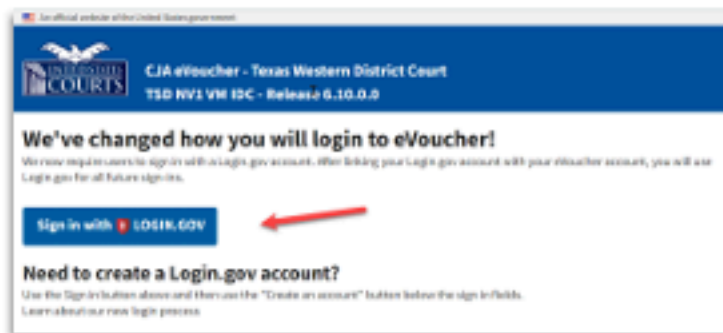 An official website of the United States government
UNITED STATES
COURTS
CJA eVoucher - Texas Western District Court
TSD NV1 VM IDC - Release 6.10.0.0
We've changed how you will login to eVoucher!
We now require users to sign in with a Login.gov account. After linking your Login.gov account with your eVoucher account, you will use
Login.gov for all future sign-ins.
Sign in with LOGIN.GOV
Need to create a Login.gov account?
Use the Sign In button above and then use the "Create an account" button below the sign in fields.
Learn about our new login process